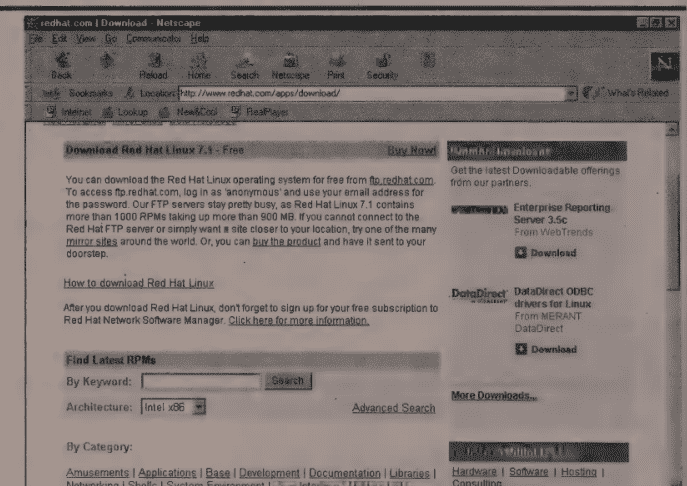 redhat.com | Download - Netscape
File Edit View Go Communicator Help
Back Reload Home Search Netscape Print Security
N
Bookmarks Location: http://www.redhat.com/apps/download/ What's Related
Internet Lookup New&Cool RealPlayer
Download Red Hat Linux 7.1 - Free Buy Now!
You can download the Red Hat Linux operating system for free from ftp.redhat.com.
To access ftp.redhat.com, log in as 'anonymous' and use your email address for
the password. Our FTP servers stay pretty busy, as Red Hat Linux 7.1 contains
more than 1000 RPMs taking up more than 900 MB. If you cannot connect to the
Red Hat FTP server or simply want a site closer to your location, try one of the many
mirror sites around the world. Or, you can buy the product and have it sent to your
doorstep.
How to download Red Hat Linux
After you download Red Hat Linux, don't forget to sign up for your free subscription to
Red Hat Network Software Manager. Click here for more information.
Find Latest RPMs
By Keyword: Search
Architecture: Intel x86 Advanced Search
By Category:
Amusements | Applications | Base | Development | Documentation | Libraries |
Networking | Shells | System Environment |
Get the latest Downloadable offerings
from our partners.
Enterprise Reporting
Server 3.5c
From WebTrends
Download
DataDirect DataDirect ODBC
drivers for Linux
From MERANT
DataDirect
Download
More Downloads...
Hardware | Software | Hosting |
Consulting